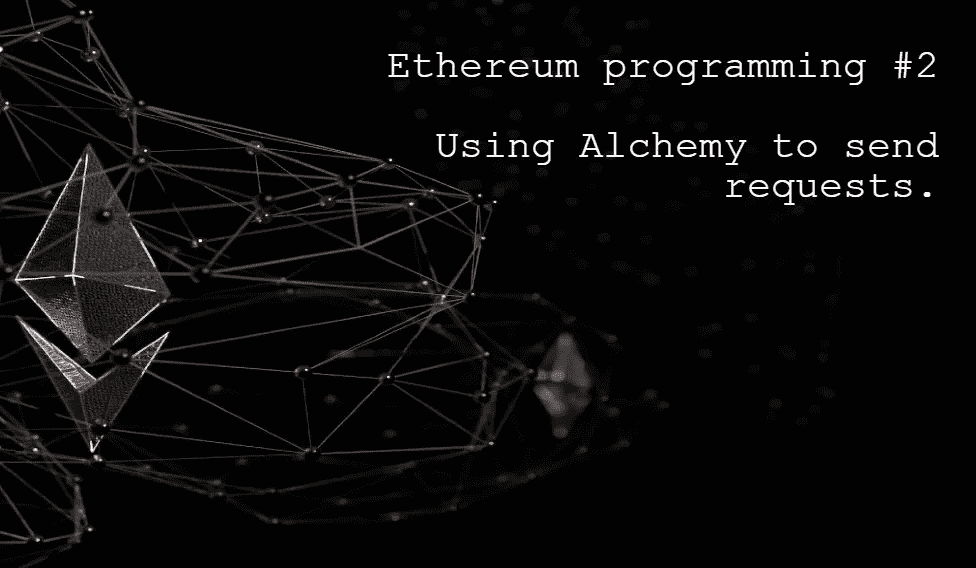 Ethereum programming #2
Using Alchemy to send
requests.